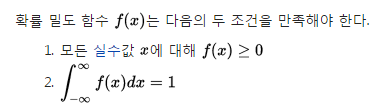 확률 밀도 함수 f(x)는 다음의 두 조건을 만족해야 한다.
1. 모든 실수값 x에 대해 f(x) ≥ 0
2. ∫_{-∞}^{∞} f(x)dx = 1